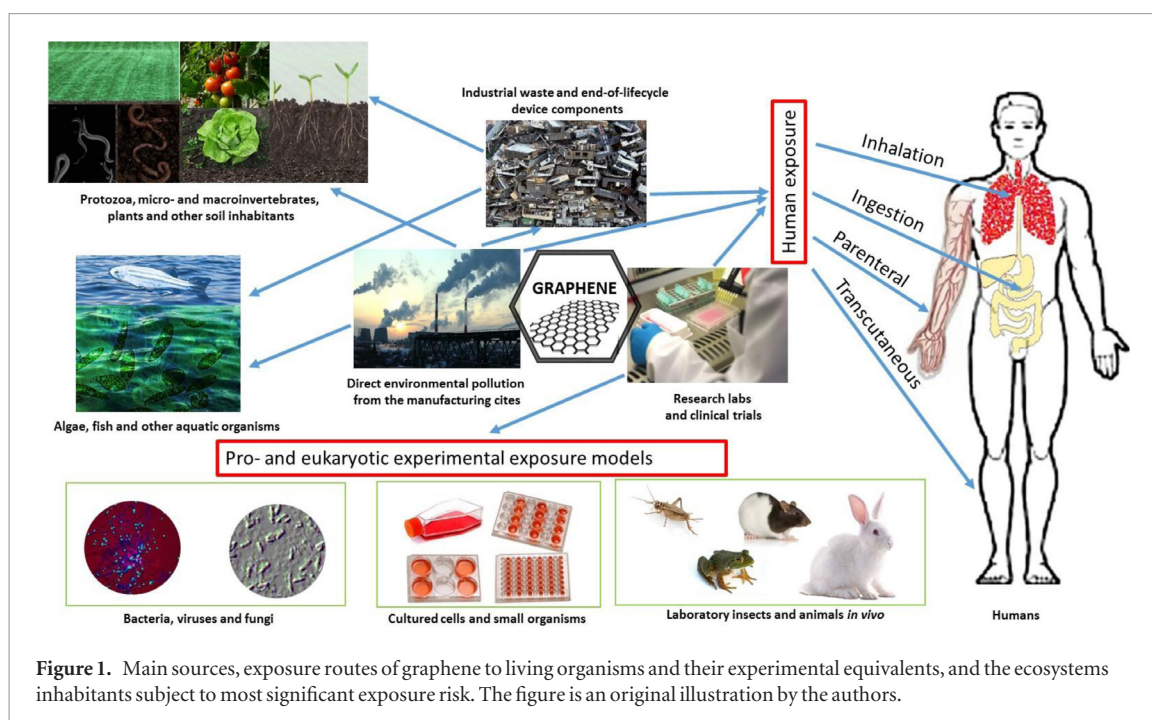 Industrial waste and end-of-lifecycle
device components
Protozoa, micro- and macroinvertebrates,
plants and other soil inhabitants
Human exposure
Inhalation
Ingestion
Parenteral
Transcutaneous
GRAPHENE
Direct environmental pollution
from the manufacturing cites
Research labs
and clinical trials
Algae, fish and other aquatic organisms
Pro- and eukaryotic experimental exposure models
Bacteria, viruses and fungi
Cultured cells and small organisms
Laboratory insects and animals in vivo
Humans
Figure 1. Main sources, exposure routes of graphene to living organisms and their experimental equivalents, and the ecosystems
inhabitants subject to most significant exposure risk. The figure is an original illustration by the authors.